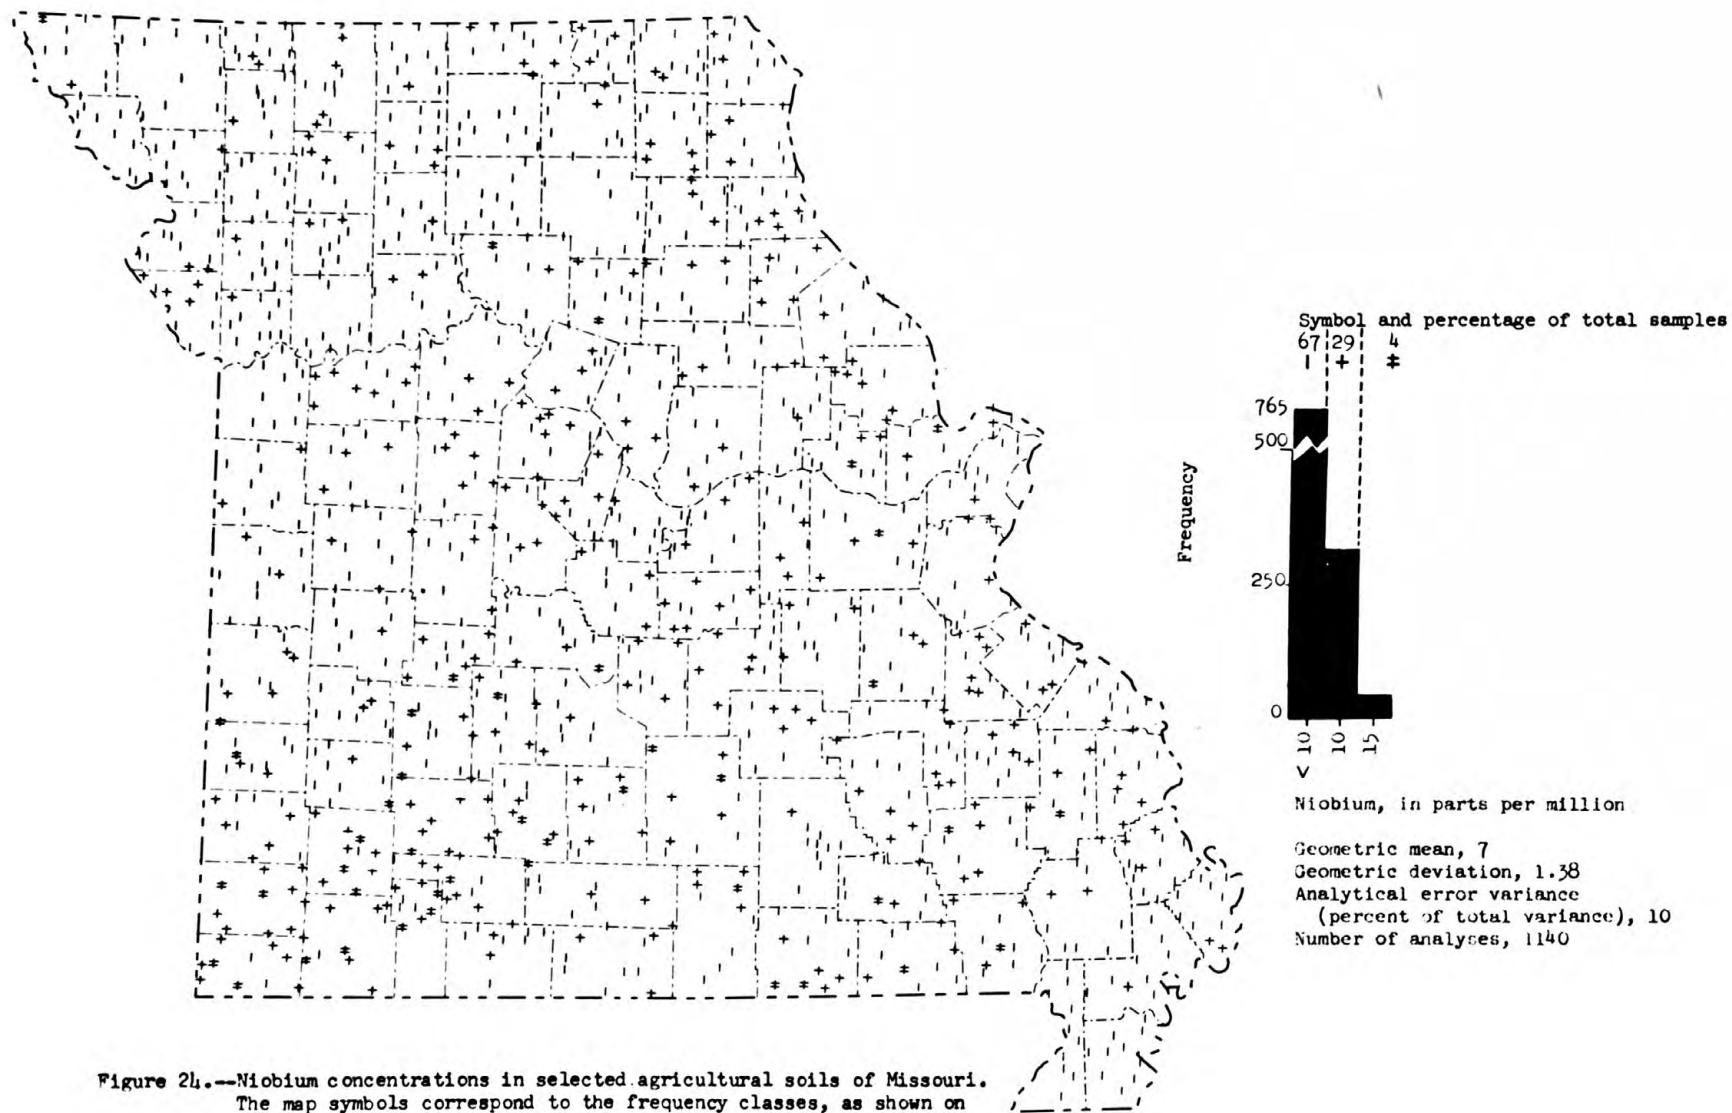 Symbol and percentage of total samples
67 29 4
| + ‡
765
500
250
0
Frequency
< 10 10 15
Niobium, in parts per million
Geometric mean, 7
Geometric deviation, 1.38
Analytical error variance
(percent of total variance), 10
Number of analyses, 1140
Figure 24.--Niobium concentrations in selected agricultural soils of Missouri.
The map symbols correspond to the frequency classes, as shown on